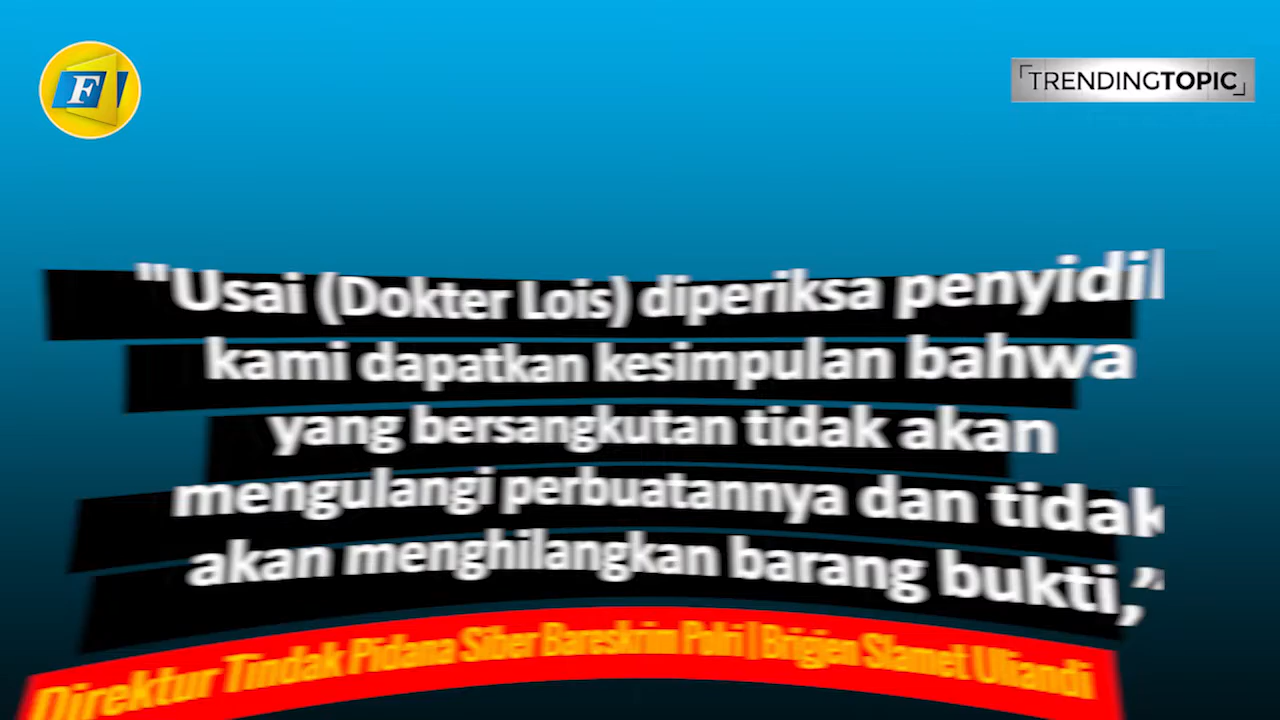 F
TRENDINGTOPIC
"Usai (Dokter Lois) diperiksa penyidik
kami dapatkan kesimpulan bahwa
yang bersangkutan tidak akan
mengulangi perbuatannya dan tidak
akan menghilangkan barang bukti,”
Direktur Tindak Pidana Siber Bareskrim Polri | Brigjen Slamet Uliandi